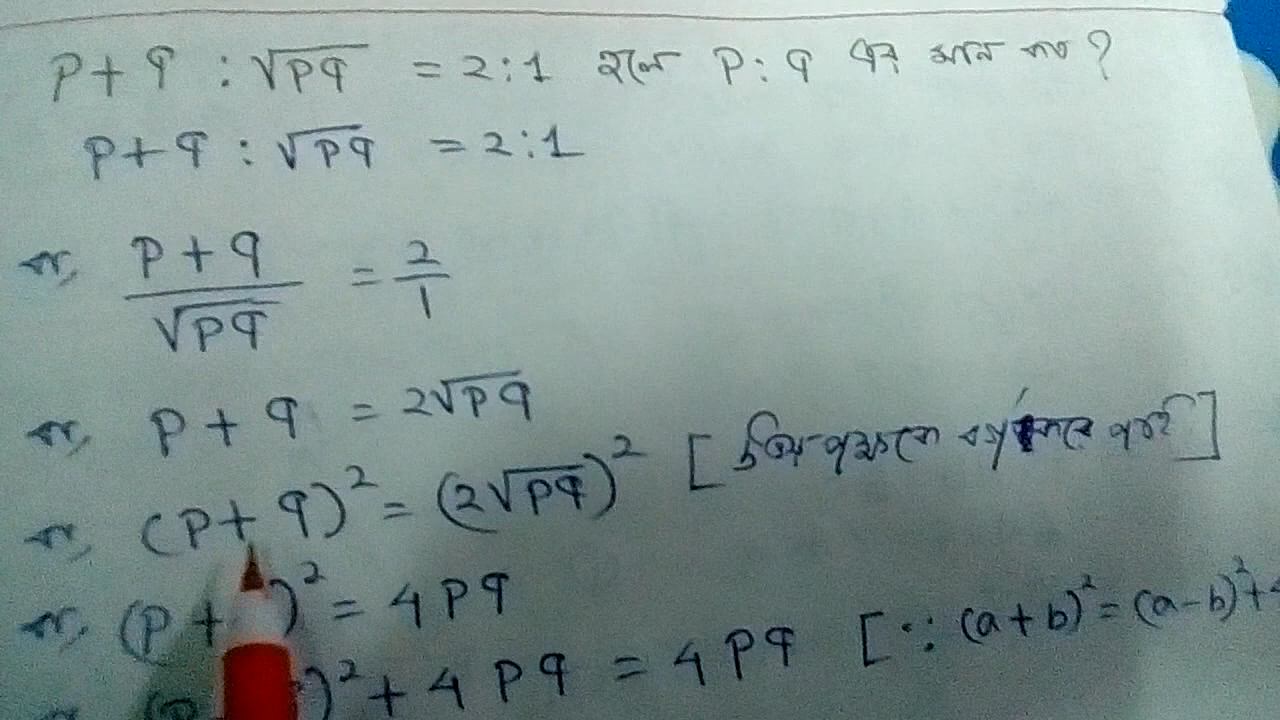 p + q : √pq = 2 : 1 হলে p : q এর মান কত ?
p + q : √pq = 2 : 1
বা, p + q / √pq = 2 / 1
বা, p + q = 2√pq
বা, (p + q)² = (2√pq)² [উভয়পক্ষকে বর্গ করে পাই]
বা, (p + )² = 4pq
)² + 4pq = 4pq [∵ (a + b)² = (a - b)² +